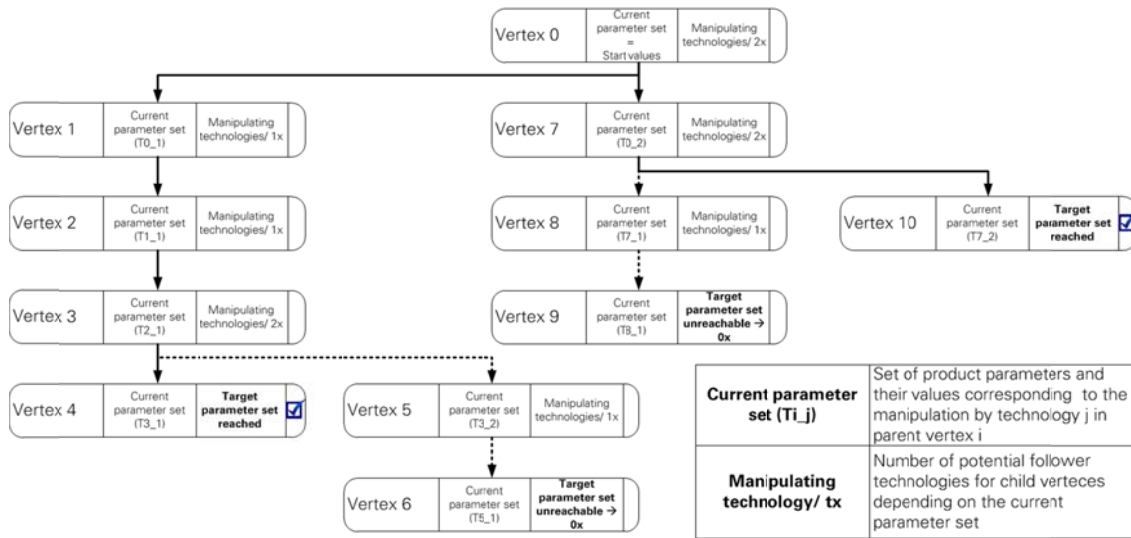 Vertex 0
Current
parameter set
=
Start values
Manipulating
technologies/ 2x
Vertex 1
Current
parameter set
(T0_1)
Manipulating
technologies/ 1x
Vertex 7
Current
parameter set
(T0_2)
Manipulating
technologies/ 2x
Vertex 2
Current
parameter set
(T1_1)
Manipulating
technologies/ 1x
Vertex 8
Current
parameter set
(T7_1)
Manipulating
technologies/ 1x
Vertex 10
Current
parameter set
(T7_2)
Target
parameter set
reached
Vertex 3
Current
parameter set
(T2_1)
Manipulating
technologies/ 2x
Vertex 9
Current
parameter set
(T8_1)
Target
parameter set
unreachable →
0x
Vertex 4
Current
parameter set
(T3_1)
Target
parameter set
reached
Vertex 5
Current
parameter set
(T3_2)
Manipulating
technologies/ 1x
Vertex 6
Current
parameter set
(T5_1)
Target
parameter set
unreachable →
0x
Current parameter
set (Ti_j)
Set of product parameters and
their values corresponding to the
manipulation by technology j in
parent vertex i
Manipulating
technology/ tx
Number of potential follower
technologies for child verteces
depending on the current
parameter set